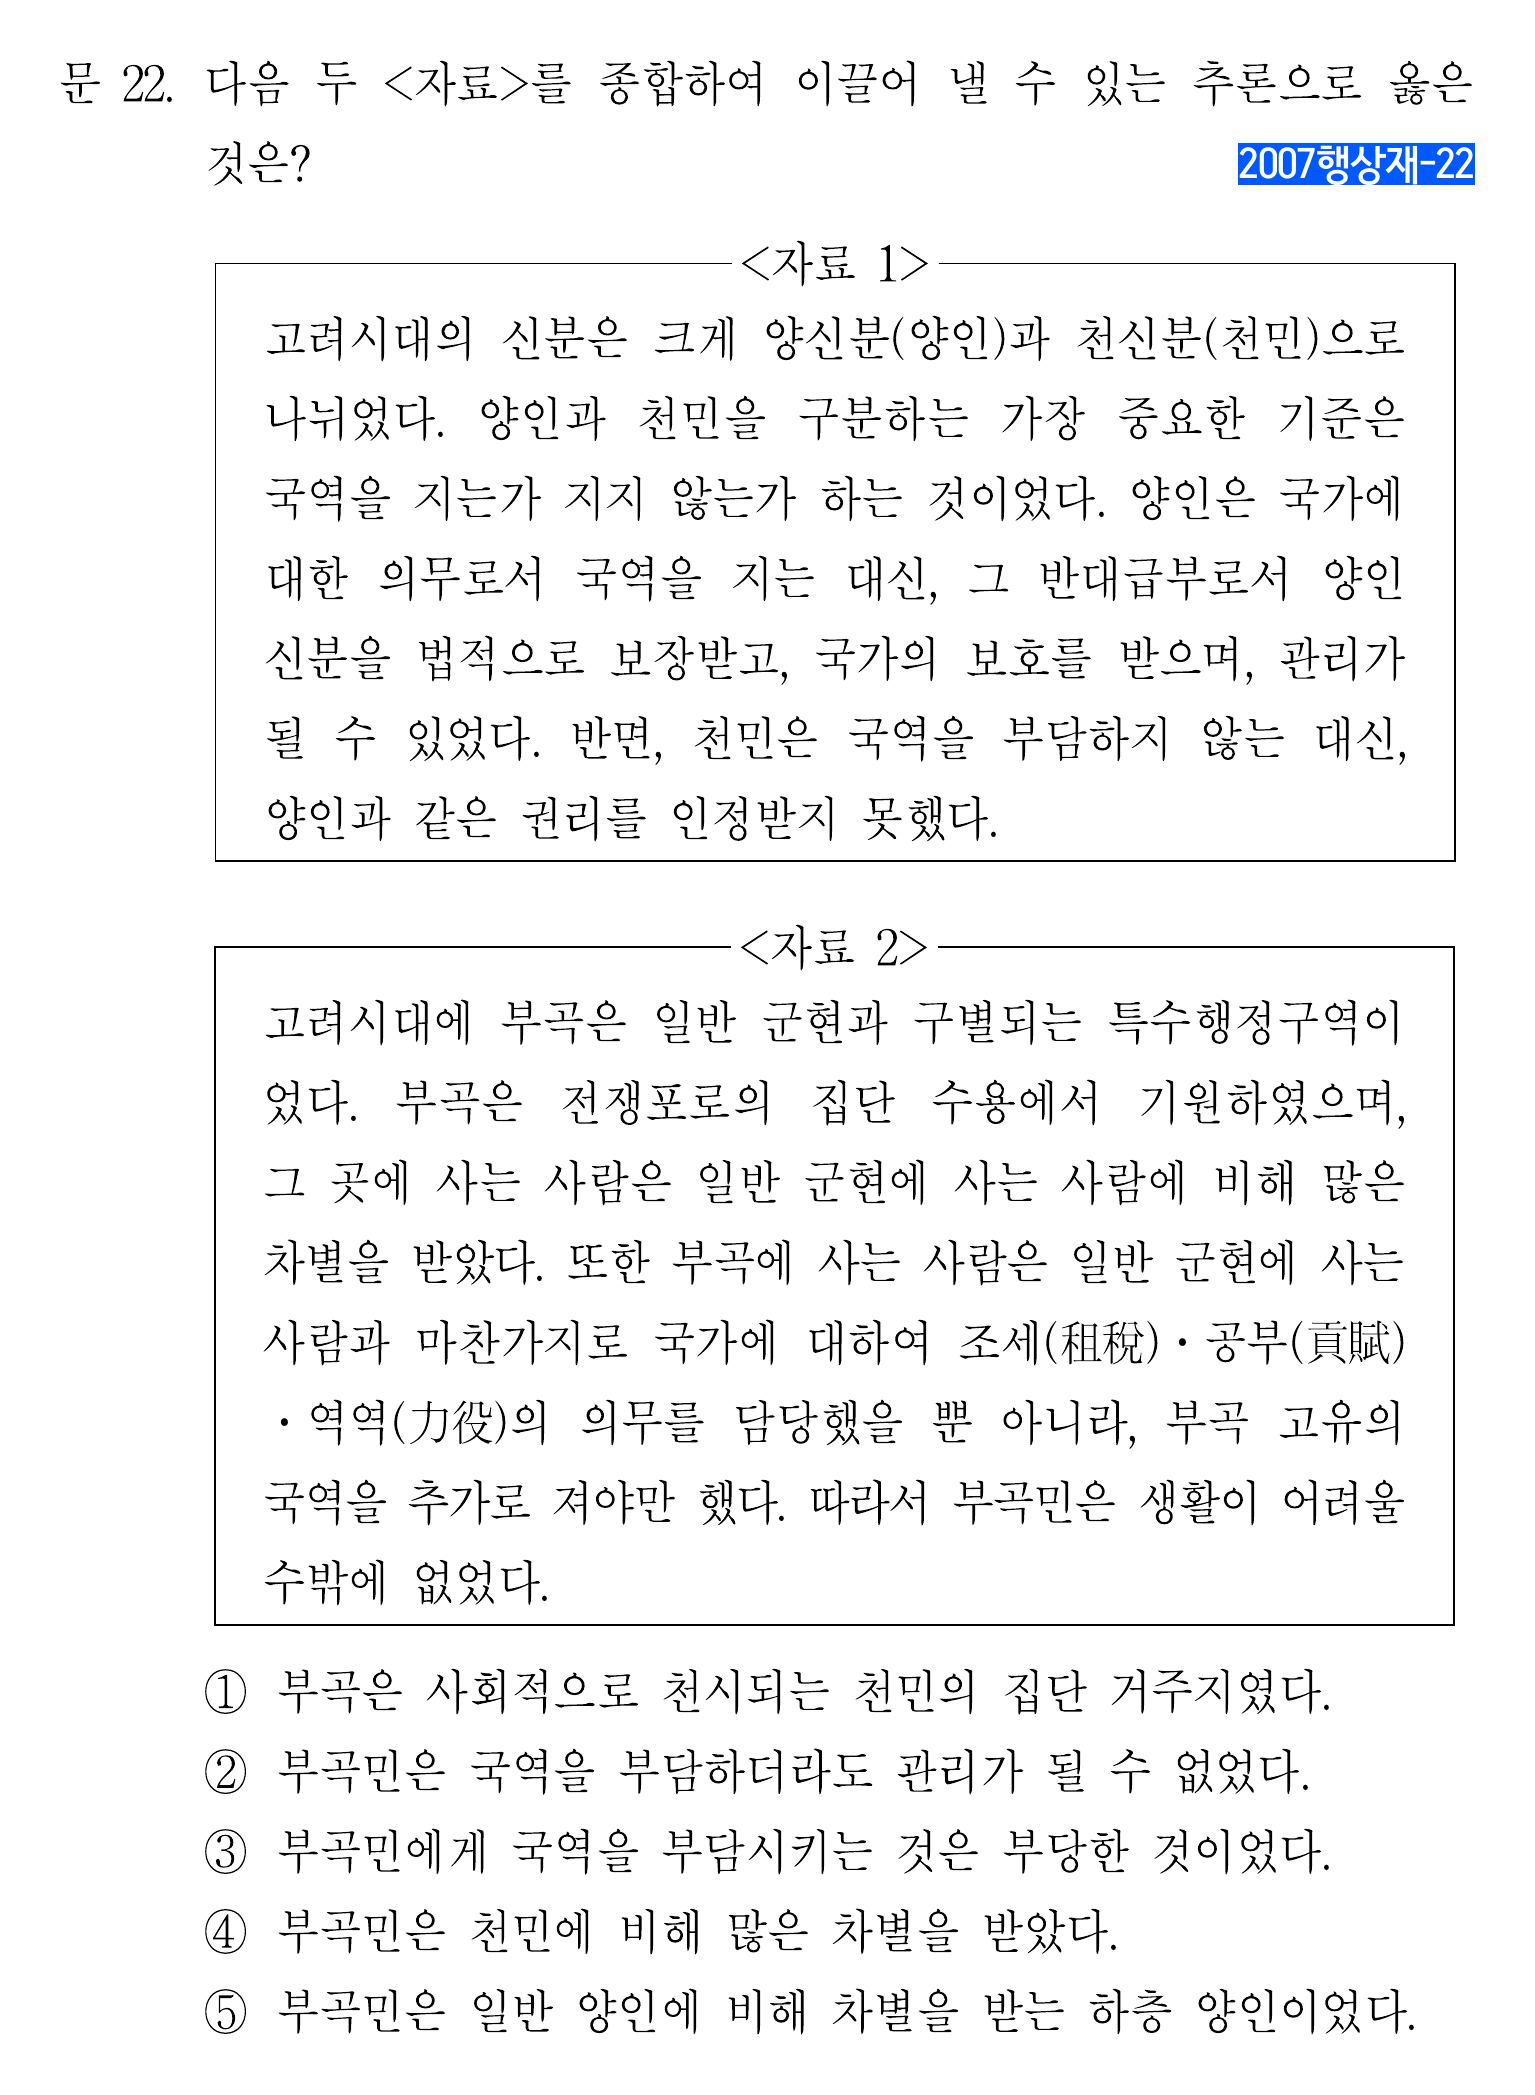 문 22. 다음 두 <자료>를 종합하여 이끌어 낼 수 있는 추론으로 옳은
것은?
2007행상재-22
<자료 1>
고려시대의 신분은 크게 양신분(양인)과 천신분(천민)으로
나뉘었다. 양인과 천민을 구분하는 가장 중요한 기준은
국역을 지는가 지지 않는가 하는 것이었다. 양인은 국가에
대한 의무로서 국역을 지는 대신, 그 반대급부로서 양인
신분을 법적으로 보장받고, 국가의 보호를 받으며, 관리가
될 수 있었다. 반면, 천민은 국역을 부담하지 않는 대신,
양인과 같은 권리를 인정받지 못했다.
<자료 2>
고려시대에 부곡은 일반 군현과 구별되는 특수행정구역이
었다. 부곡은 전쟁포로의 집단 수용에서 기원하였으며,
그 곳에 사는 사람은 일반 군현에 사는 사람에 비해 많은
차별을 받았다. 또한 부곡에 사는 사람은 일반 군현에 사는
사람과 마찬가지로 국가에 대하여 조세(租稅)·공부(貢賦)
·역역(力役)의 의무를 담당했을 뿐 아니라, 부곡 고유의
국역을 추가로 져야만 했다. 따라서 부곡민은 생활이 어려울
수밖에 없었다.
① 부곡은 사회적으로 천시되는 천민의 집단 거주지였다.
② 부곡민은 국역을 부담하더라도 관리가 될 수 없었다.
③ 부곡민에게 국역을 부담시키는 것은 부당한 것이었다.
④ 부곡민은 천민에 비해 많은 차별을 받았다.
⑤ 부곡민은 일반 양인에 비해 차별을 받는 하층 양인이었다.